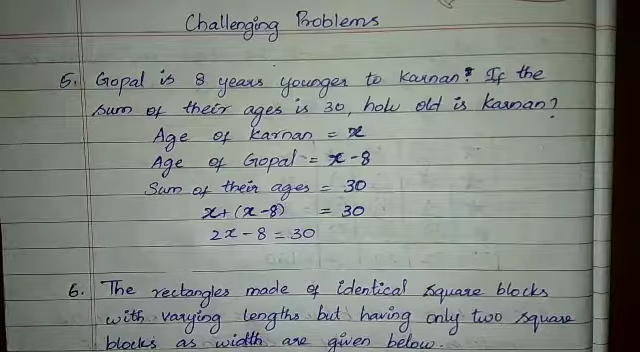 Challenging Problems
5. Gopal is 8 years younger to Karnan? If the
sum of their ages is 30, how old is Karnan?
Age of Karnan = x
Age of Gopal = x-8
Sum of their ages = 30
x+(x-8) = 30
2x-8=30
6. The rectangles made of identical square blocks
with varying lengths but having only two square
blocks as width are given below.